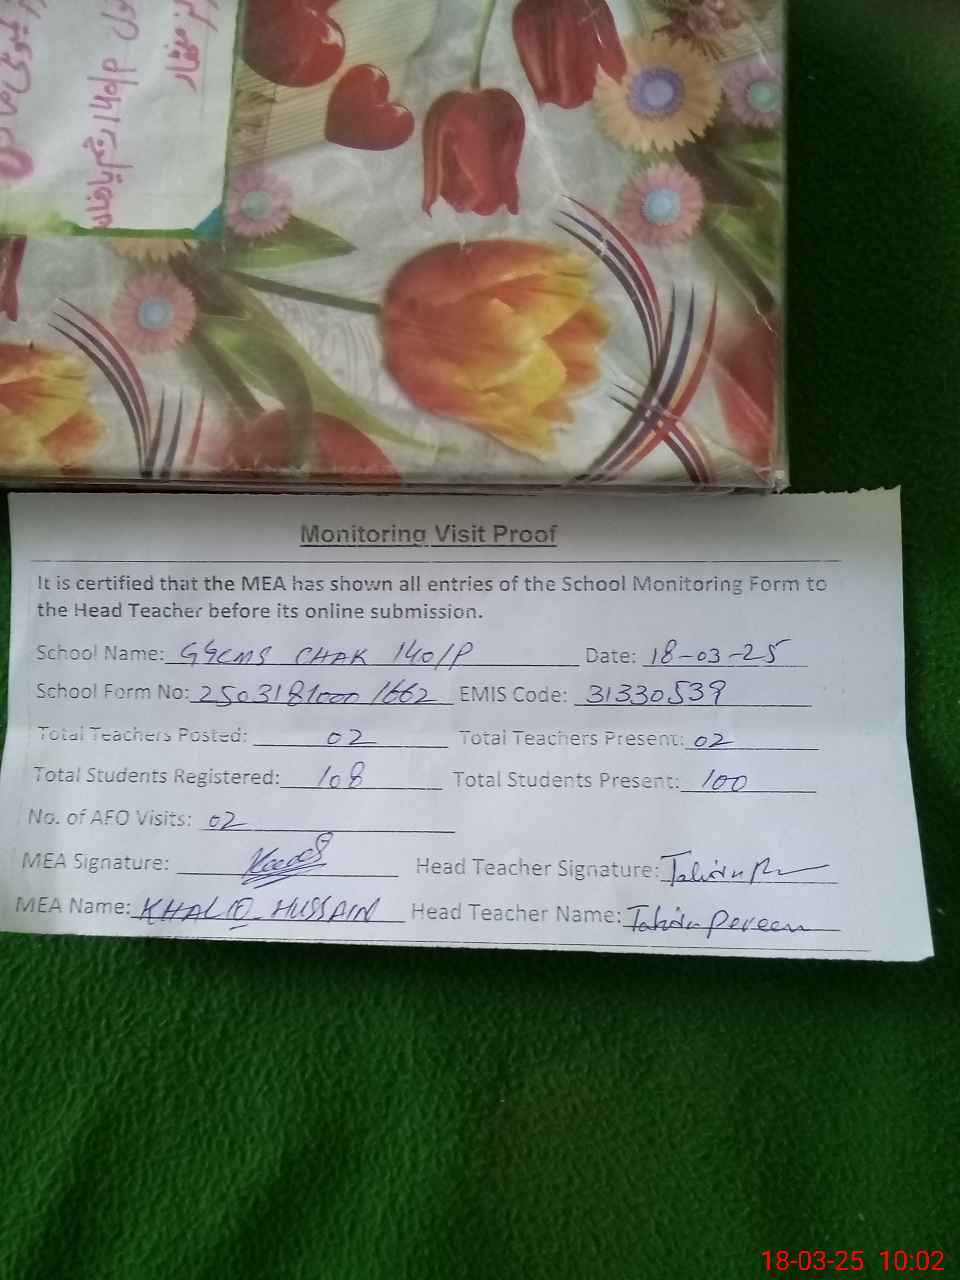 Monitoring Visit Proof
It is certified that the MEA has shown all entries of the School Monitoring Form to
the Head Teacher before its online submission.
School Name: GGCMS CHAK 140/P Date: 18-03-25
School Form No: 25031810001662 EMIS Code: 31330539
Total Teachers Posted: 02 Total Teachers Present: 02
Total Students Registered: 108 Total Students Present: 100
No. of AFO Visits: 02
MEA Signature: Head Teacher Signature:
MEA Name: KHALIQ HUSSAIN Head Teacher Name: Tahira Perveen
18-03-25 10:02